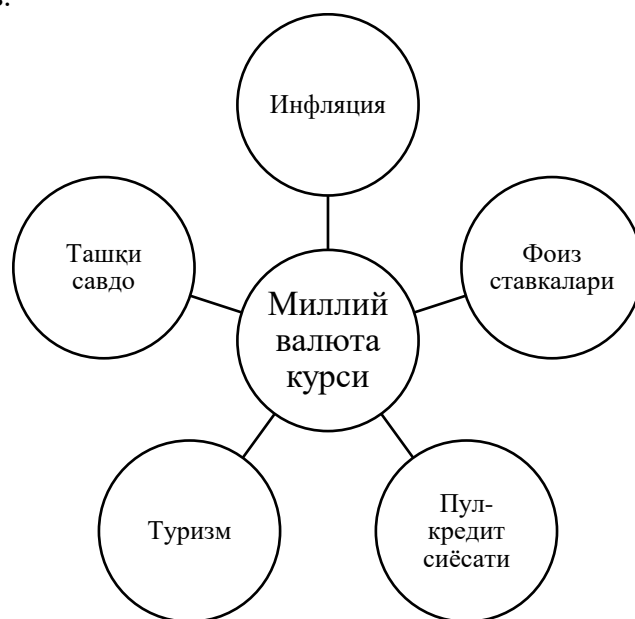 Инфляция
Ташқи
савдо
Фоиз
ставкалари
Миллий
валюта
курси
Туризм
Пул-
кредит
сиёсати